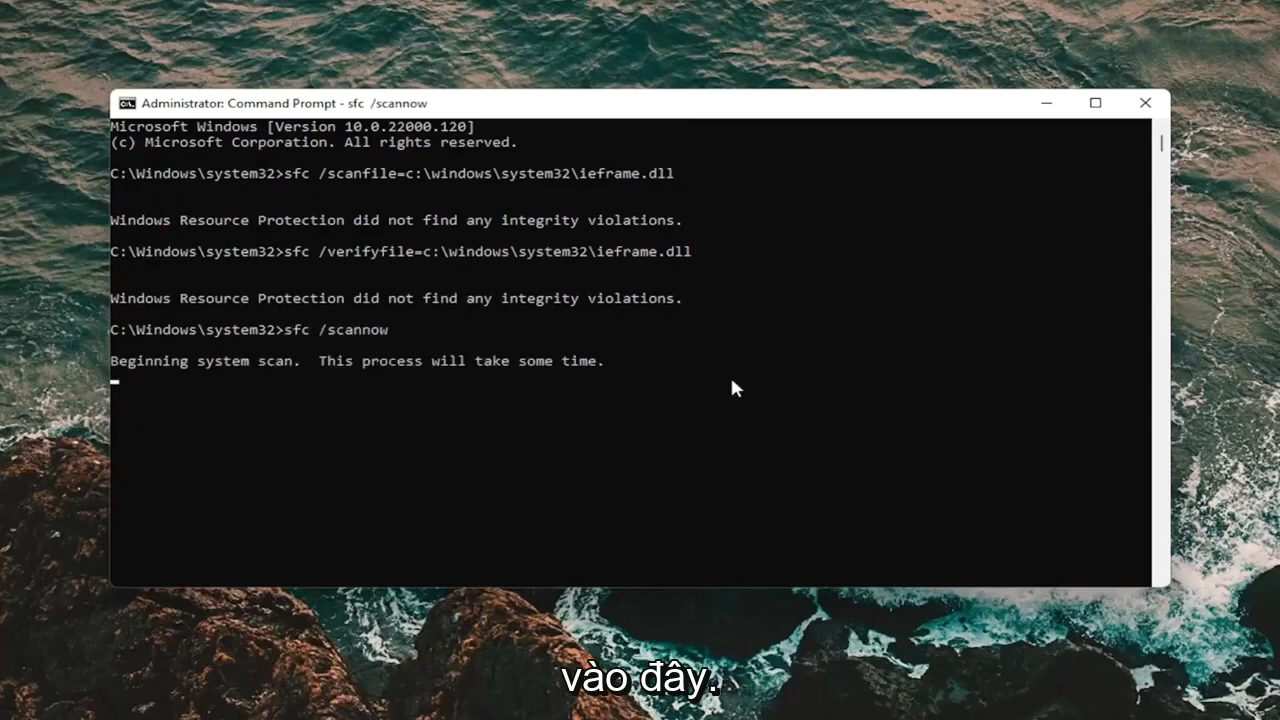 Administrator: Command Prompt - sfc  /scannow
Microsoft Windows [Version 10.0.22000.120]
(c) Microsoft Corporation. All rights reserved.
C:\Windows\system32>sfc /scanfile=c:\windows\system32\ieframe.dll
Windows Resource Protection did not find any integrity violations.
C:\Windows\system32>sfc /verifyfile=c:\windows\system32\ieframe.dll
Windows Resource Protection did not find any integrity violations.
C:\Windows\system32>sfc /scannow
Beginning system scan.  This process will take some time.
vào đây.